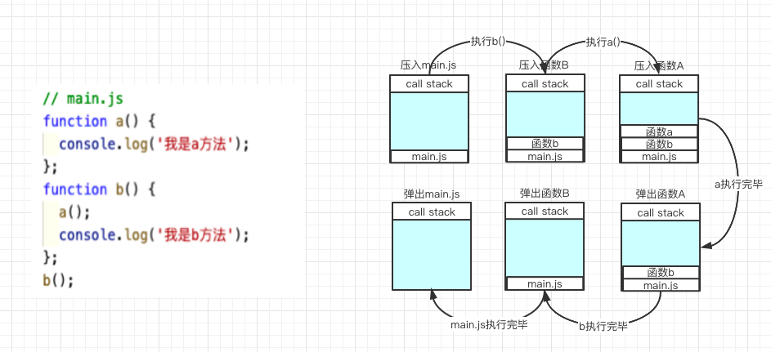 // main.js
function a() {
console.log('我是a方法');
};
function b() {
a();
console.log('我是b方法');
};
b();
执行b()
执行a()
压入main.js
压入函数B
压入函数A
call stack
call stack
call stack
main.js
函数b
main.js
函数a
函数b
main.js
a执行完毕
弹出main.js
弹出函数B
弹出函数A
call stack
call stack
call stack
main.js
函数b
main.js
main.js执行完毕
b执行完毕